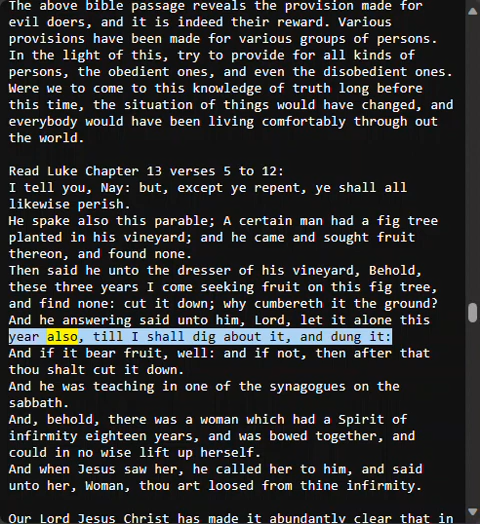 The above bible passage reveals the provision made for
evil doers, and it is indeed their reward. Various
provisions have been made for various groups of persons.
In the light of this, try to provide for all kinds of
persons, the obedient ones, and even the disobedient ones.
Were we to come to this knowledge of truth long before
this time, the situation of things would have changed, and
everybody would have been living comfortably through out
the world.

Read Luke Chapter 13 verses 5 to 12:
I tell you, Nay: but, except ye repent, ye shall all
likewise perish.
He spake also this parable; A certain man had a fig tree
planted in his vineyard; and he came and sought fruit
thereon, and found none.
Then said he unto the dresser of his vineyard, Behold,
these three years I come seeking fruit on this fig tree,
and find none: cut it down; why cumbereth it the ground?
And he answering said unto him, Lord, let it alone this
year also, till I shall dig about it, and dung it:
And if it bear fruit, well: and if not, then after that
thou shalt cut it down.
And he was teaching in one of the synagogues on the
sabbath.
And, behold, there was a woman which had a Spirit of
infirmity eighteen years, and was bowed together, and
could in no wise lift up herself.
And when Jesus saw her, he called her to him, and said
unto her, Woman, thou art loosed from thine infirmity.

Our Lord Jesus Christ has made it abundantly clear that in